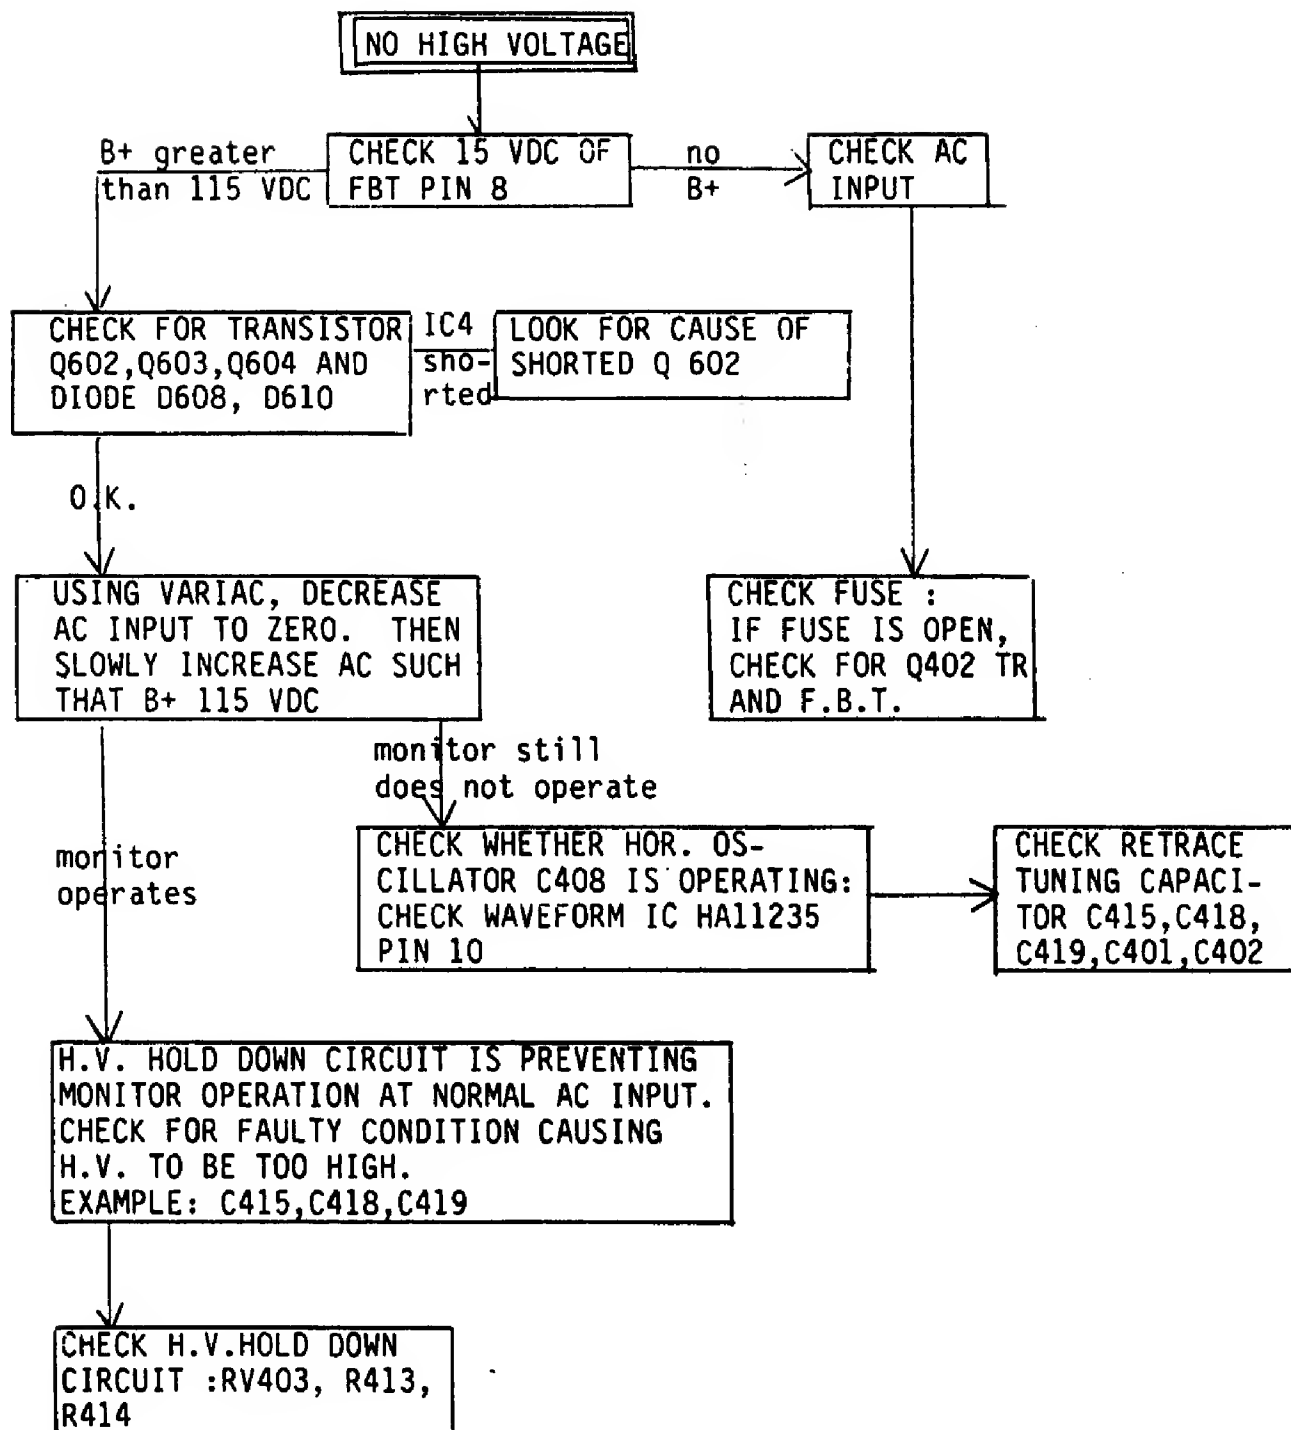 NO HIGH VOLTAGE
B+ greater
than 115 VDC
CHECK 15 VDC OF
FBT PIN 8
no
B+
CHECK AC
INPUT
CHECK FOR TRANSISTOR
Q602,Q603,Q604 AND
DIODE D608, D610
IC4
sho-
rted
LOOK FOR CAUSE OF
SHORTED Q 602
O.K.
USING VARIAC, DECREASE
AC INPUT TO ZERO. THEN
SLOWLY INCREASE AC SUCH
THAT B+ 115 VDC
CHECK FUSE :
IF FUSE IS OPEN,
CHECK FOR Q402 TR
AND F.B.T.
monitor still
does not operate
monitor
operates
CHECK WHETHER HOR. OS-
CILLATOR C408 IS OPERATING:
CHECK WAVEFORM IC HA11235
PIN 10
CHECK RETRACE
TUNING CAPACI-
TOR C415,C418,
C419,C401,C402
H.V. HOLD DOWN CIRCUIT IS PREVENTING
MONITOR OPERATION AT NORMAL AC INPUT.
CHECK FOR FAULTY CONDITION CAUSING
H.V. TO BE TOO HIGH.
EXAMPLE: C415,C418,C419
CHECK H.V.HOLD DOWN
CIRCUIT :RV403, R413,
R414